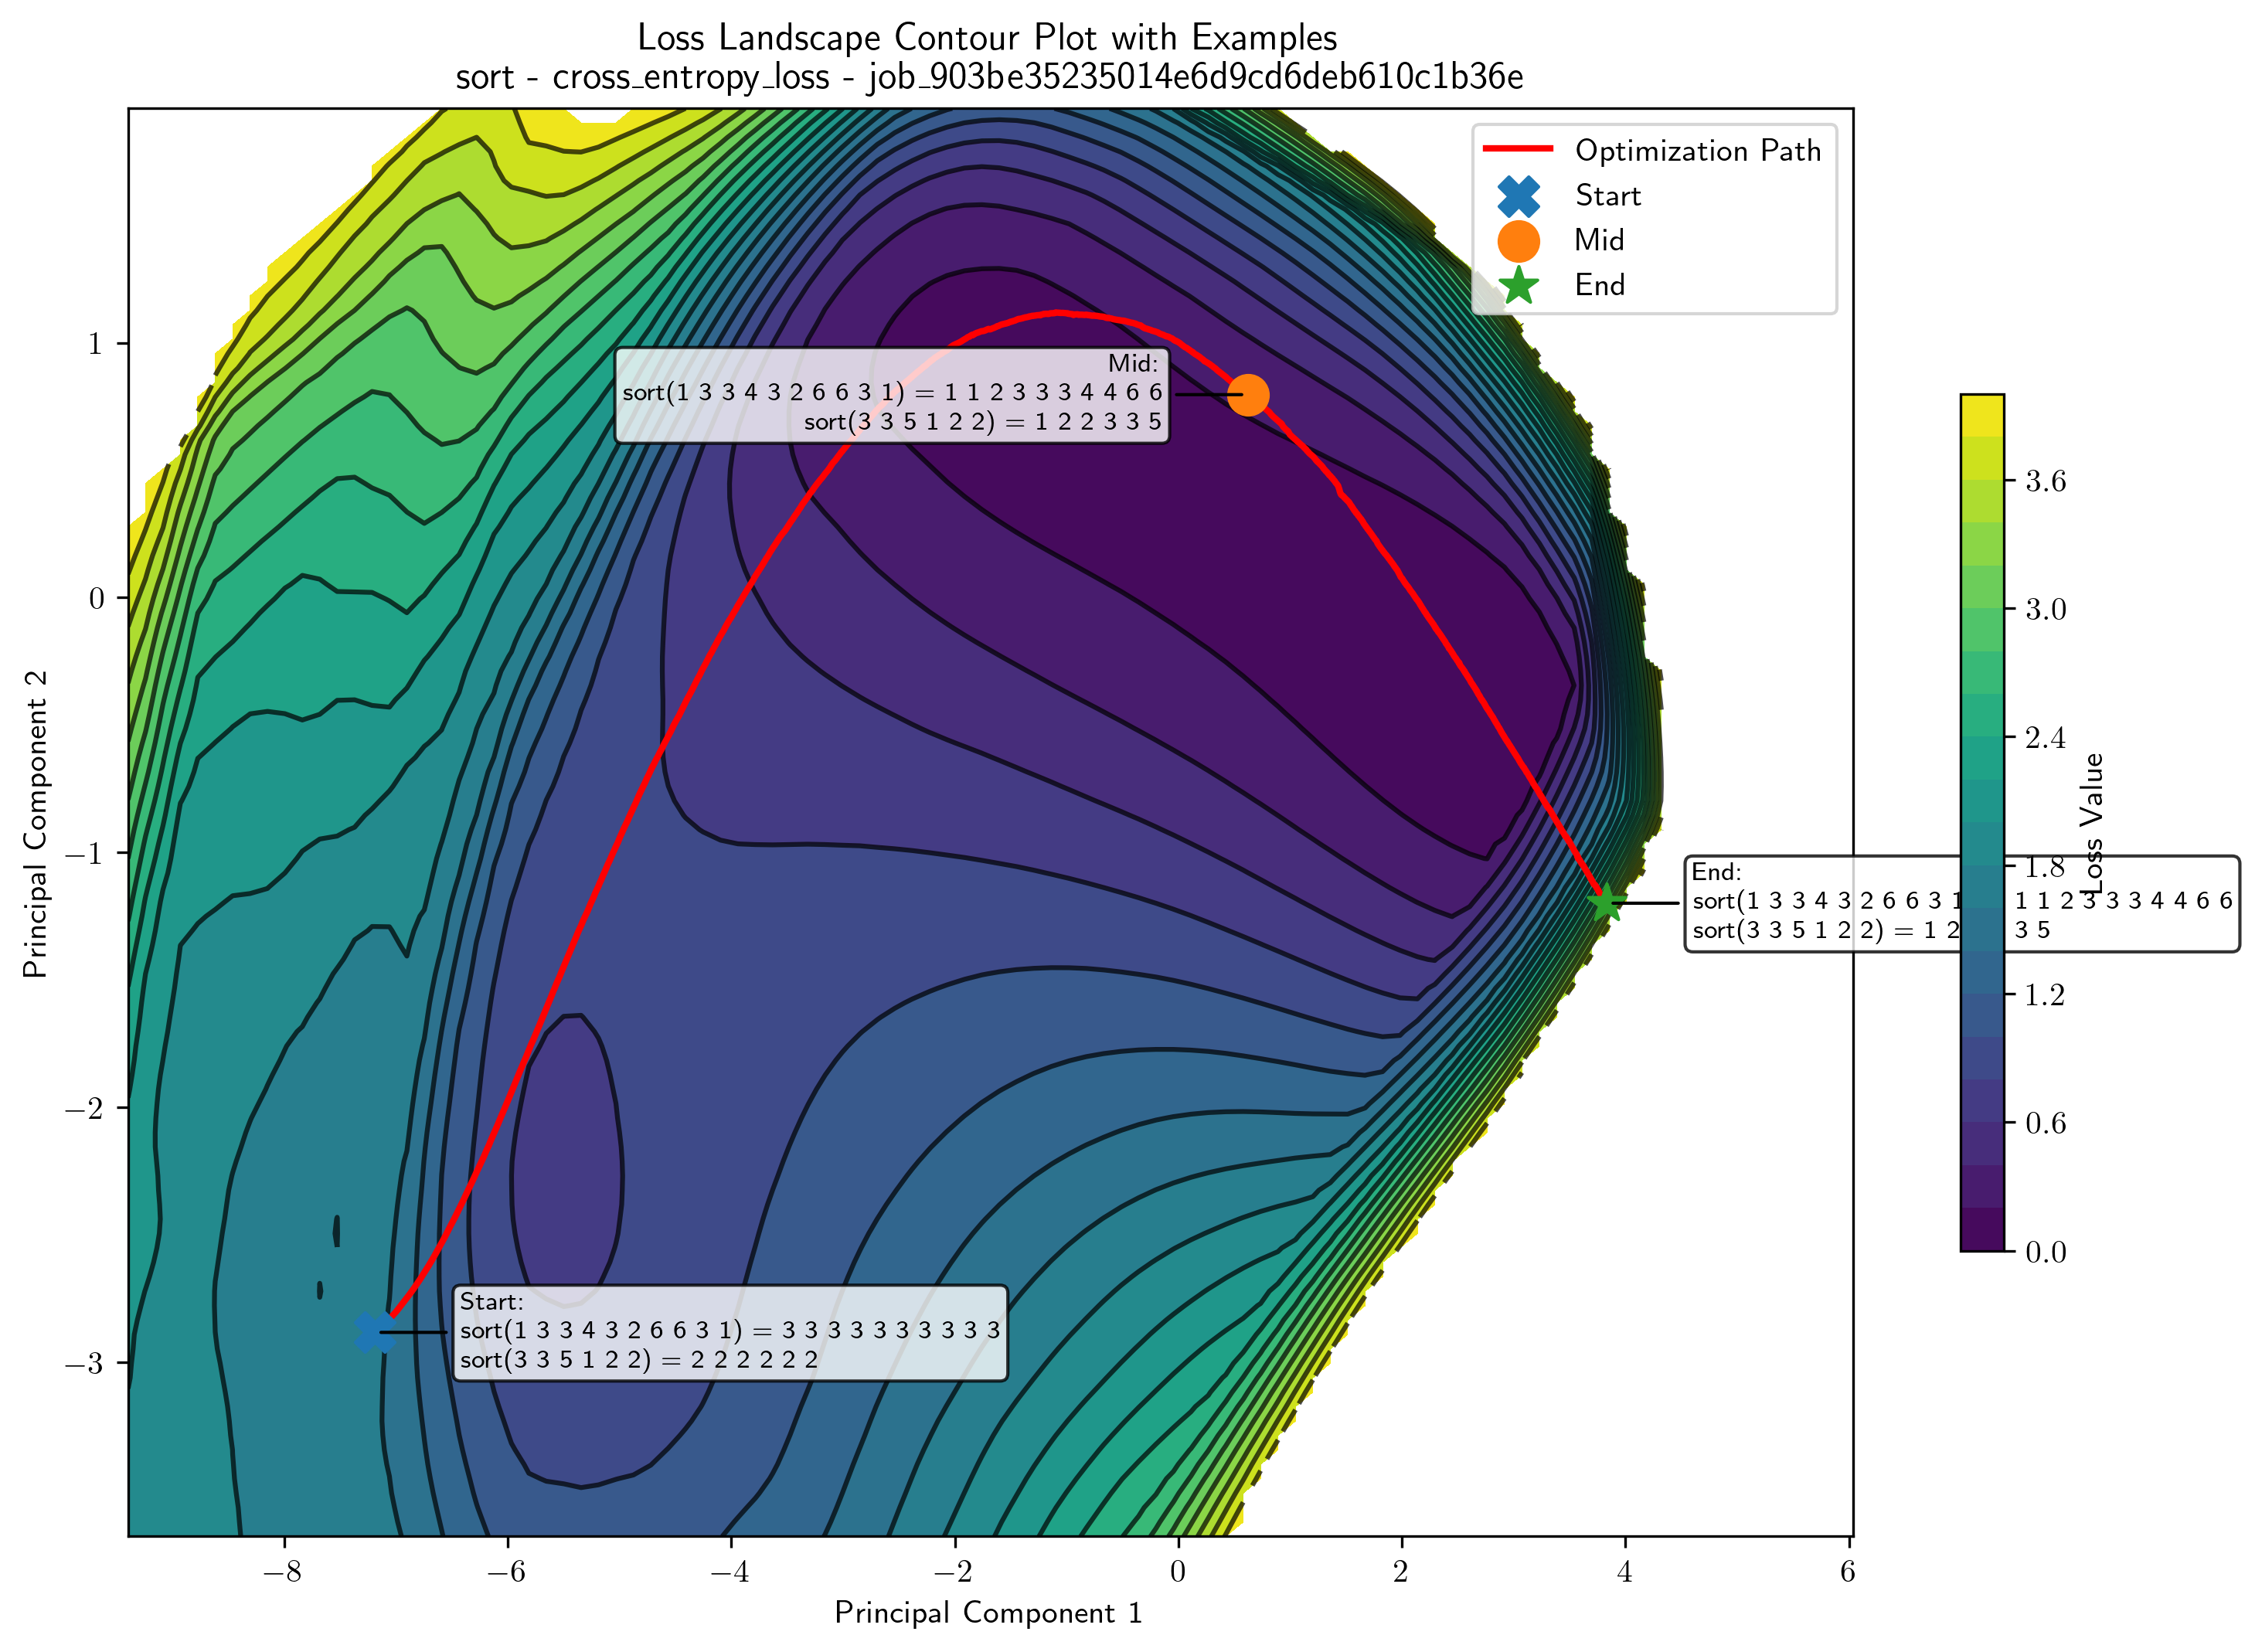 Loss Landscape Contour Plot with Examples
sort - cross_entropy_loss - job_903be35235014e6d9cd6deb610c1b36e
Optimization Path
Start
Mid
End
Mid:
sort(1 3 3 4 3 2 6 6 3 1) = 1 1 2 3 3 3 4 4 6 6
sort(3 3 5 1 2 2) = 1 2 2 3 3 5
End:
sort(1 3 3 4 3 2 6 6 3 1 1 1 2 3 3 3 4 4 6 6
sort(3 3 5 1 2 2) = 1 2 3 5
Start:
sort(1 3 3 4 3 2 6 6 3 1) = 3 3 3 3 3 3 3 3 3 3
sort(3 3 5 1 2 2) = 2 2 2 2 2 2
1
0
−1
−2
−3
Principal Component 2
−8
−6
−4
−2
0
2
4
6
Principal Component 1
3.6
3.0
2.4
1.8
1.2
0.6
0.0
Loss Value